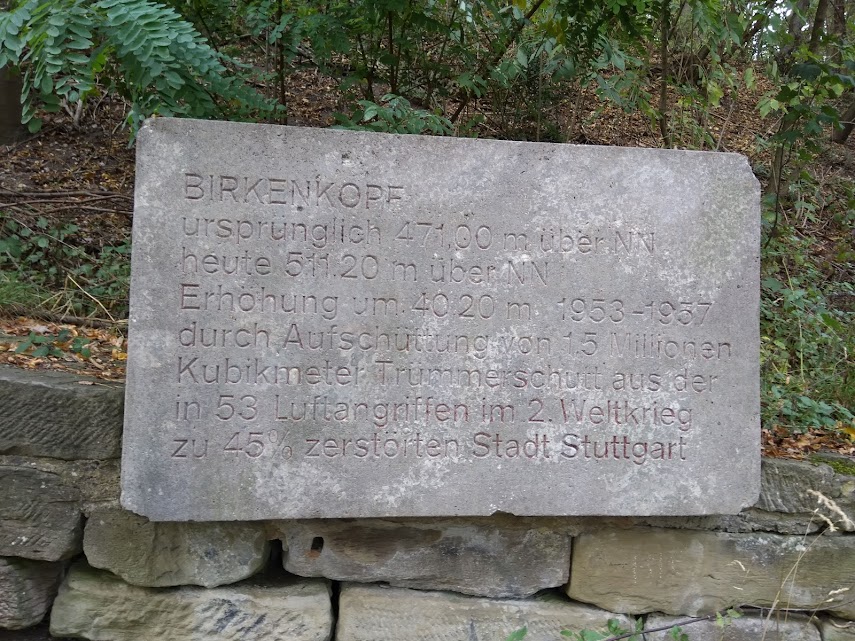 BIRKENKOPF
ursprünglich 471,00 m über NN
heute 511.20 m über NN
Erhöhung um 40.20 m 1953-1957
durch Aufschüttung von 1,5 Millionen
Kubikmeter Trümmerschutt aus der
in 53 Luftangriffen im 2. Weltkrieg
zu 45% zerstörten Stadt Stuttgart